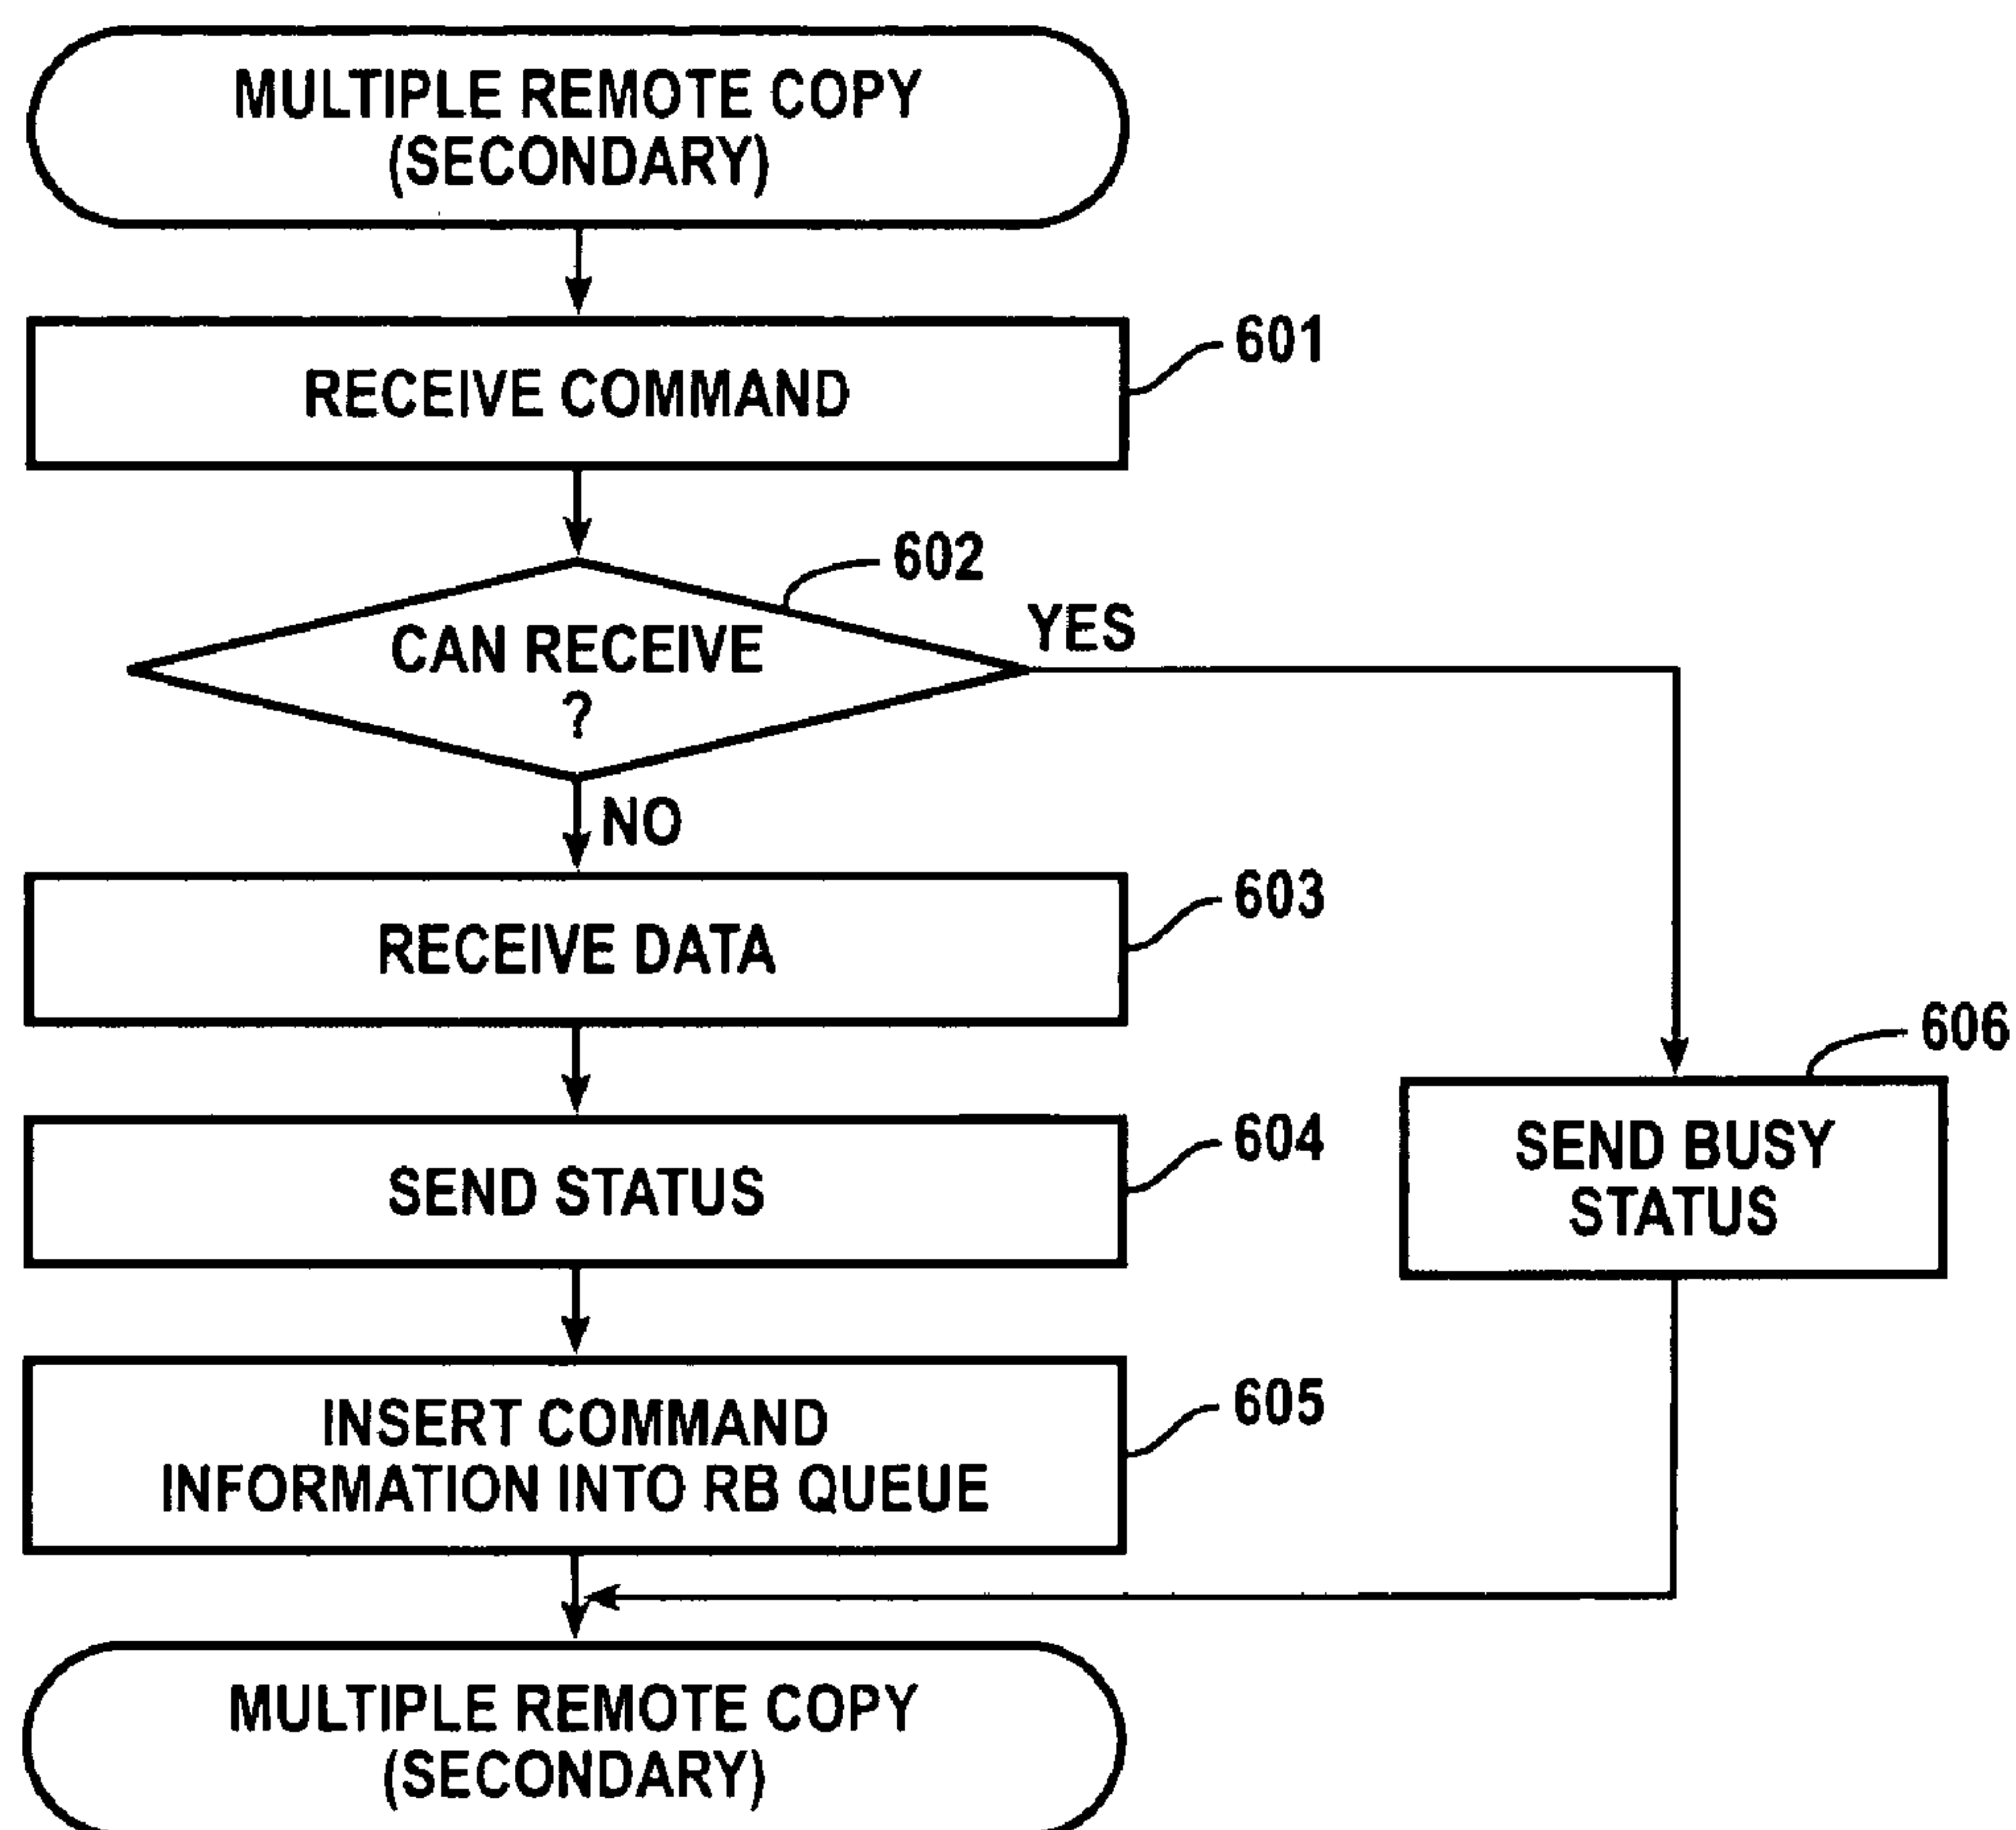 MULTIPLE REMOTE COPY
(SECONDARY)
RECEIVE COMMAND
601
602
CAN RECEIVE
?
YES
NO
RECEIVE DATA
603
SEND STATUS
604
606
SEND BUSY
STATUS
INSERT COMMAND
INFORMATION INTO RB QUEUE
605
MULTIPLE REMOTE COPY
(SECONDARY)